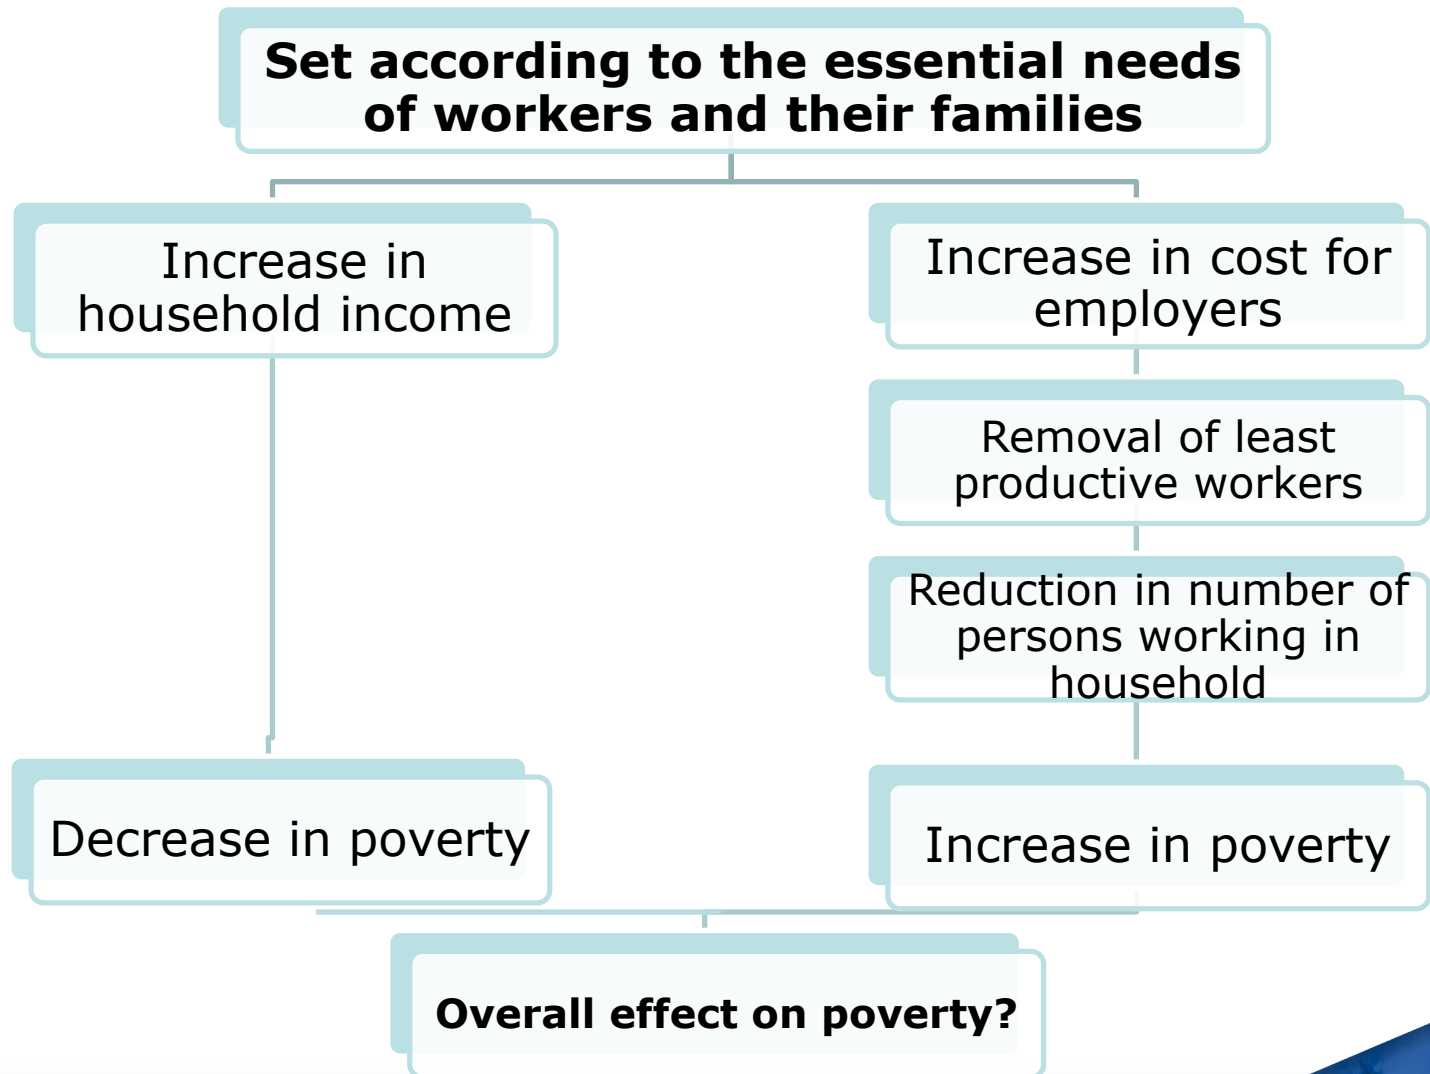 Set according to the essential needs
of workers and their families
Increase in
household income
Increase in cost for
employers
Removal of least
productive workers
Reduction in number of
persons working in
household
Decrease in poverty
Increase in poverty
Overall effect on poverty?